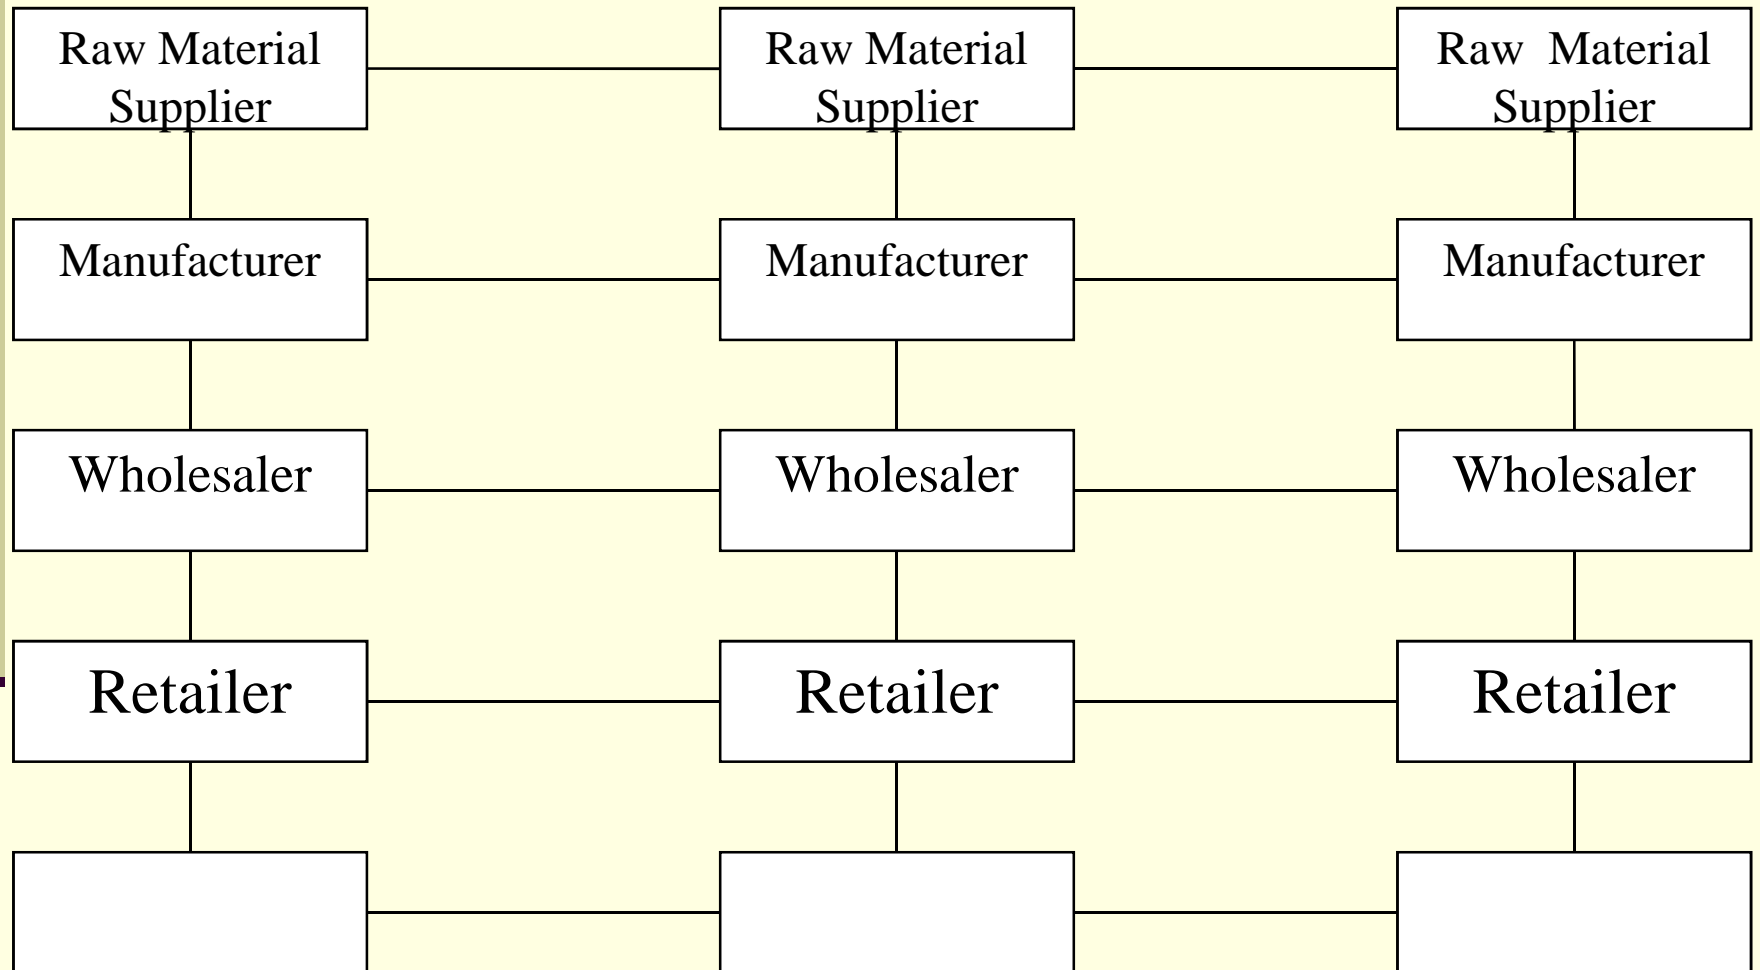 Raw Material
Supplier
Raw Material
Supplier
Raw  Material
Supplier
Manufacturer
Manufacturer
Manufacturer
Wholesaler
Wholesaler
Wholesaler
Retailer
Retailer
Retailer